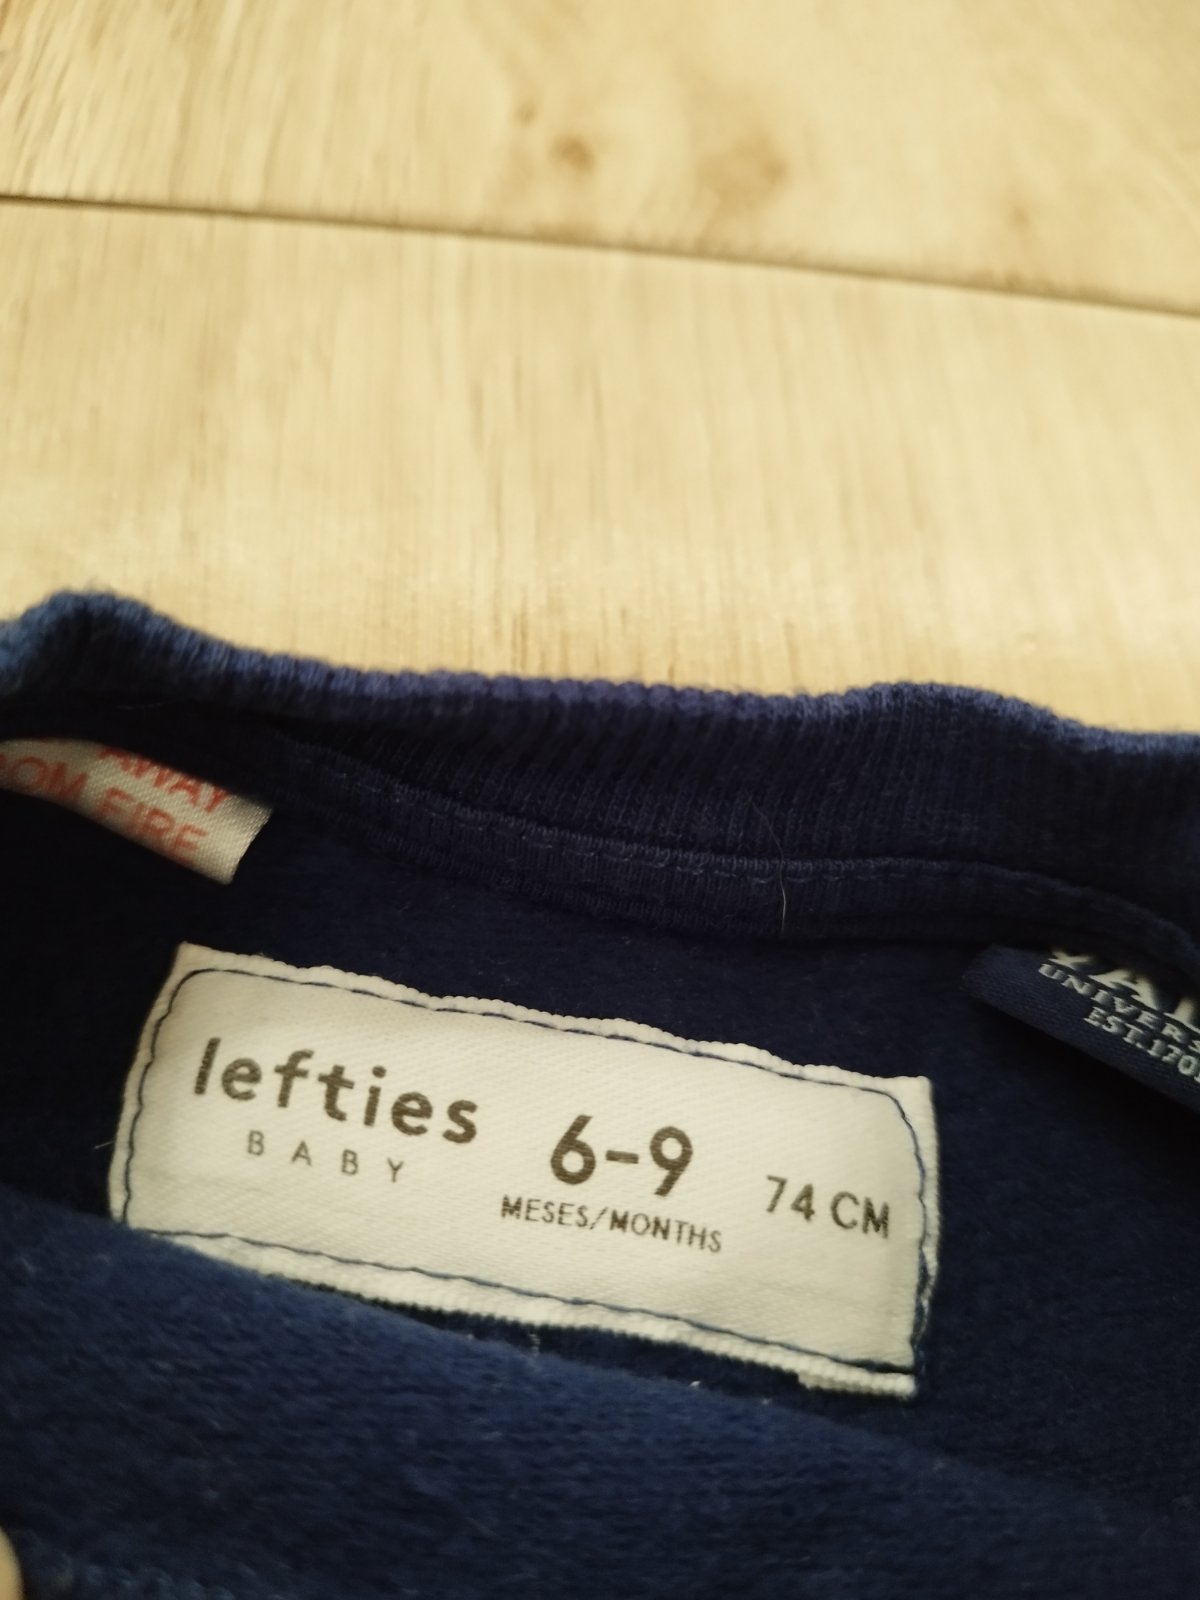 AWAY
OM FIRE
lefties
BABY
6-9
MESES/MONTHS
74 CM
UNIVERS
EST.170